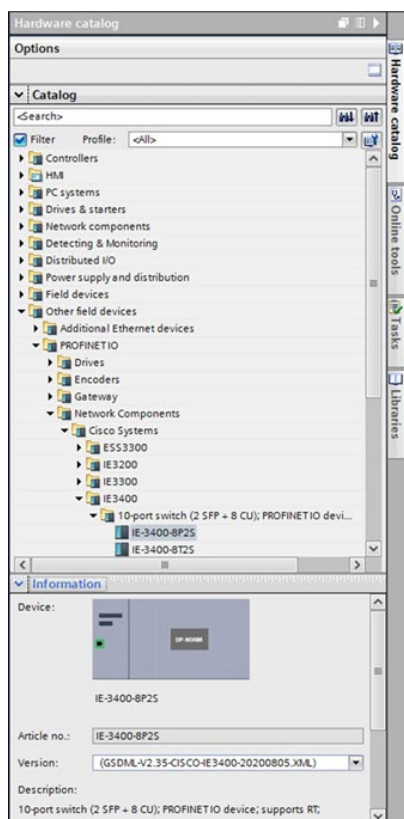 Hardware catalog
Options
Catalog
<Search>
Filter Profile: <All>
Controllers
HMI
PC systems
Drives & starters
Network components
Detecting & Monitoring
Distributed I/O
Power supply and distribution
Field devices
Other field devices
Additional Ethernet devices
PROFINET IO
Drives
Encoders
Gateway
Network Components
Cisco Systems
ESS3300
IE3200
IE3300
IE3400
10-port switch (2 SFP + 8 CU); PROFINET IO devi...
IE-3400-8P2S
IE-3400-8T2S
Information
Device:
DP-NORM
IE-3400-8P2S
Article no.: IE-3400-8P2S
Version: (GSDML-V2.35-CISCO-IE3400-20200805.XML)
Description:
10-port switch (2 SFP + 8 CU); PROFINET IO device; supports RT;
Hardware catalog
Online tools
Tasks
Libraries